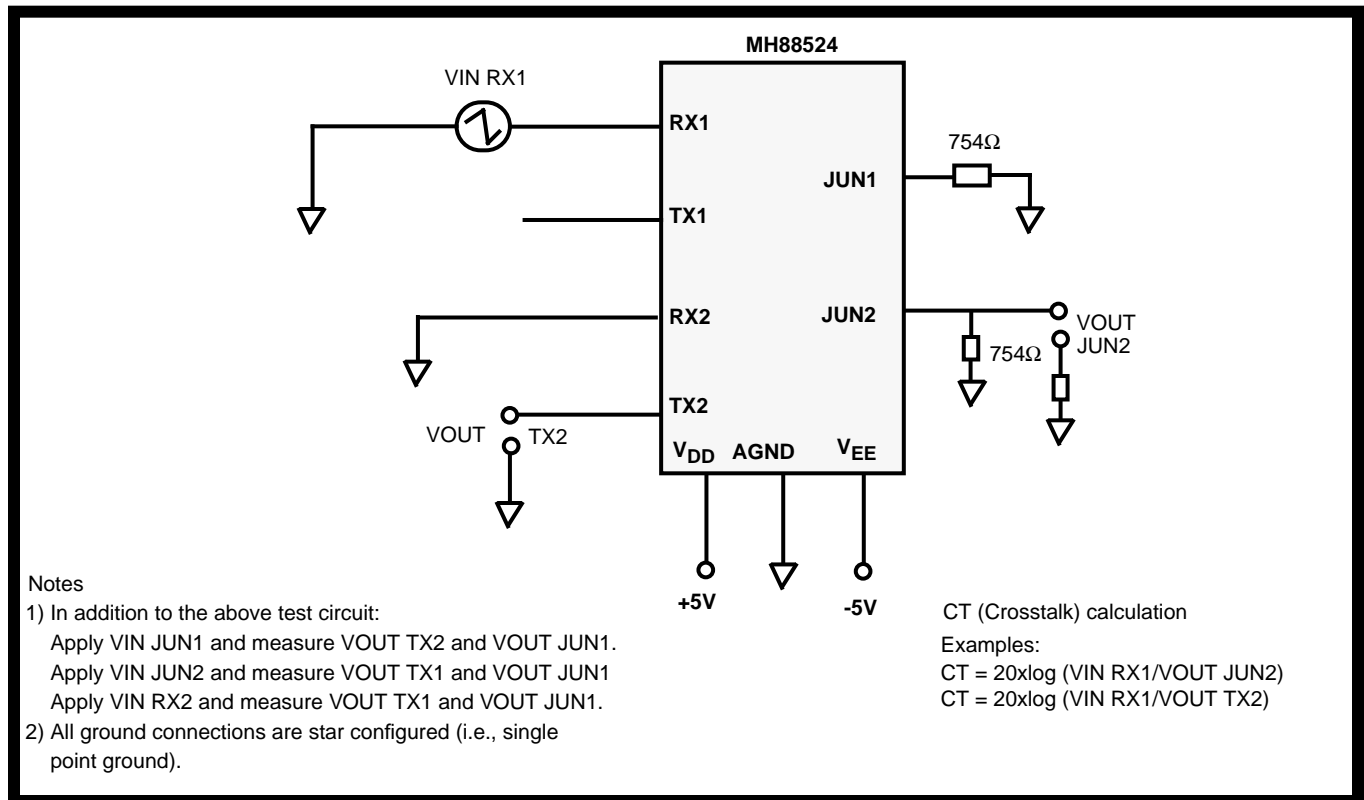 MH88524
VIN RX1
RX1
754Ω
JUN1
TX1
RX2
JUN2
VOUT
JUN2
754Ω
TX2
VOUT
TX2
VDD
AGND
VEE
+5V
-5V
Notes
1) In addition to the above test circuit:
Apply VIN JUN1 and measure VOUT TX2 and VOUT JUN1.
Apply VIN JUN2 and measure VOUT TX1 and VOUT JUN1
Apply VIN RX2 and measure VOUT TX1 and VOUT JUN1.
2) All ground connections are star configured (i.e., single
point ground).
CT (Crosstalk) calculation
Examples:
CT = 20xlog (VIN RX1/VOUT JUN2)
CT = 20xlog (VIN RX1/VOUT TX2)